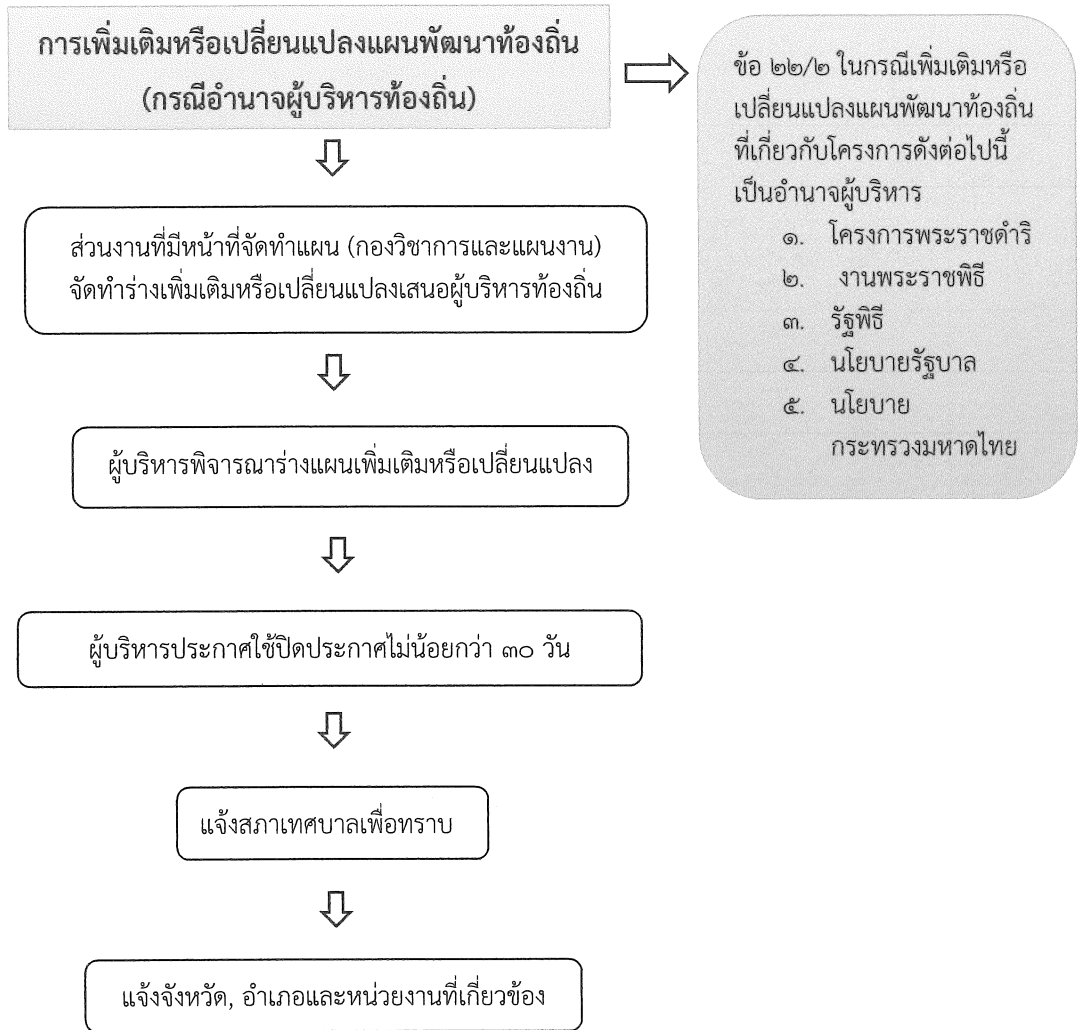 การเพิ่มเติมหรือเปลี่ยนแปลงแผนพัฒนาท้องถิ่น
(กรณีอำนาจผู้บริหารท้องถิ่น)
ข้อ ๒๒/๒ ในกรณีเพิ่มเติมหรือ
เปลี่ยนแปลงแผนพัฒนาท้องถิ่น
ที่เกี่ยวกับโครงการดังต่อไปนี้
เป็นอำนาจผู้บริหาร
๑. โครงการพระราชดำริ
๒. งานพระราชพิธี
๓. รัฐพิธี
๔. นโยบายรัฐบาล
๕. นโยบาย
กระทรวงมหาดไทย
ส่วนงานที่มีหน้าที่จัดทำแผน (กองวิชาการและแผนงาน)
จัดทำร่างเพิ่มเติมหรือเปลี่ยนแปลงเสนอผู้บริหารท้องถิ่น
ผู้บริหารพิจารณาร่างแผนเพิ่มเติมหรือเปลี่ยนแปลง
ผู้บริหารประกาศใช้ปิดประกาศไม่น้อยกว่า ๓๐ วัน
แจ้งสภาเทศบาลเพื่อทราบ
แจ้งจังหวัด, อำเภอและหน่วยงานที่เกี่ยวข้อง